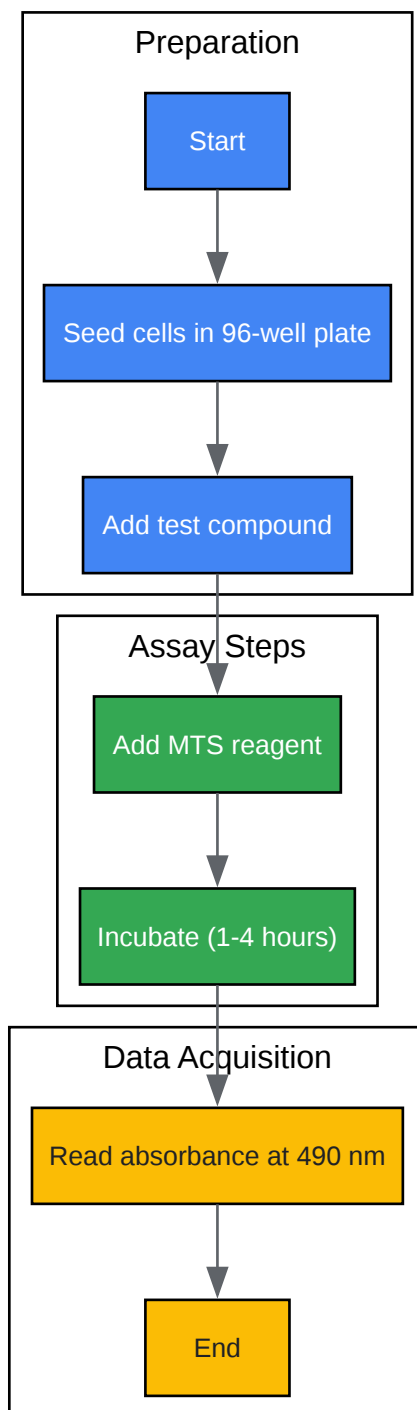 Preparation
Start
Seed cells in 96-well plate
Add test compound
Assay Steps
Add MTS reagent
Incubate (1-4 hours)
Data Acquisition
Read absorbance at 490 nm
End